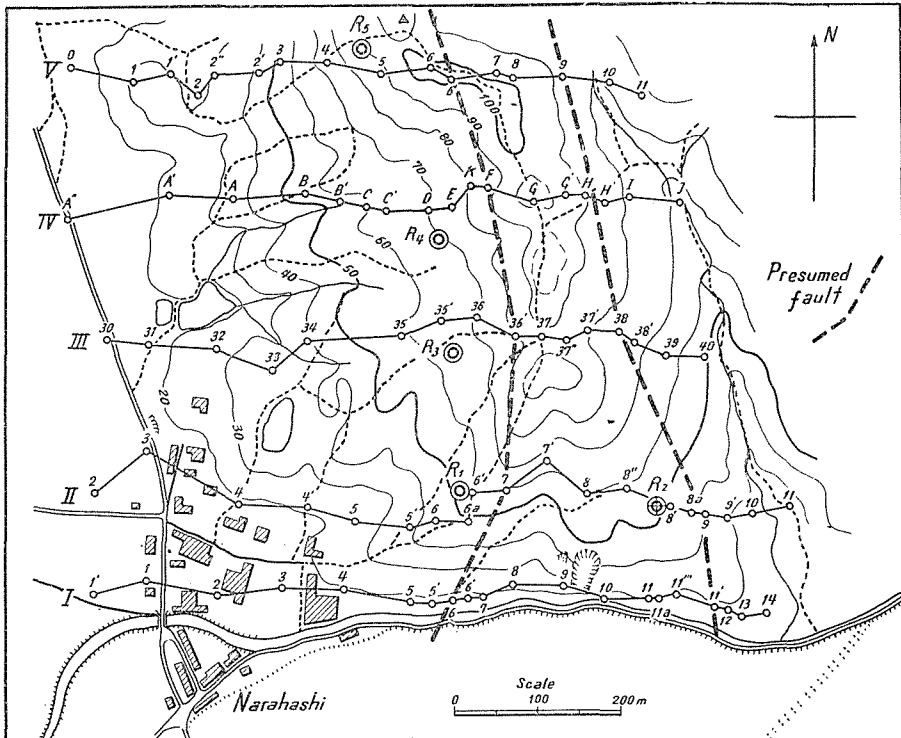 R₅
N
V 0 1 1' 2 2'' 2' 3 4 5 6 6' 7 8 9 10 11
100
90
80
70
IV A'' A' A B B' C C' D E K F G G' H H' I J
R₄
60
50
40
Presumed
fault
III 30 31 32 33 34 35 35' 36 36' 37 37' 37' 38 38' 39 40
R₃
20
30
II 2 3 4 4' 5 5' 6 6a 6' 7 7' 8 8'' 8' 8a 9 9' 10 11
R₁
R₂
I 1' 1 2 3 4 5 5' 6 6 7 8 9 10 11 11a 11''' 11' 12 13 14
Narahashi
Scale
0 100 200 m